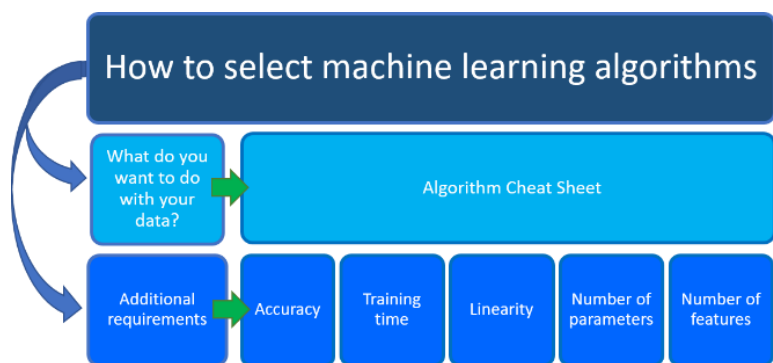 How to select machine learning algorithms
What do you
want to do
with your
data?
Algorithm Cheat Sheet
Additional
requirements
Accuracy
Training
time
Linearity
Number of
parameters
Number of
features